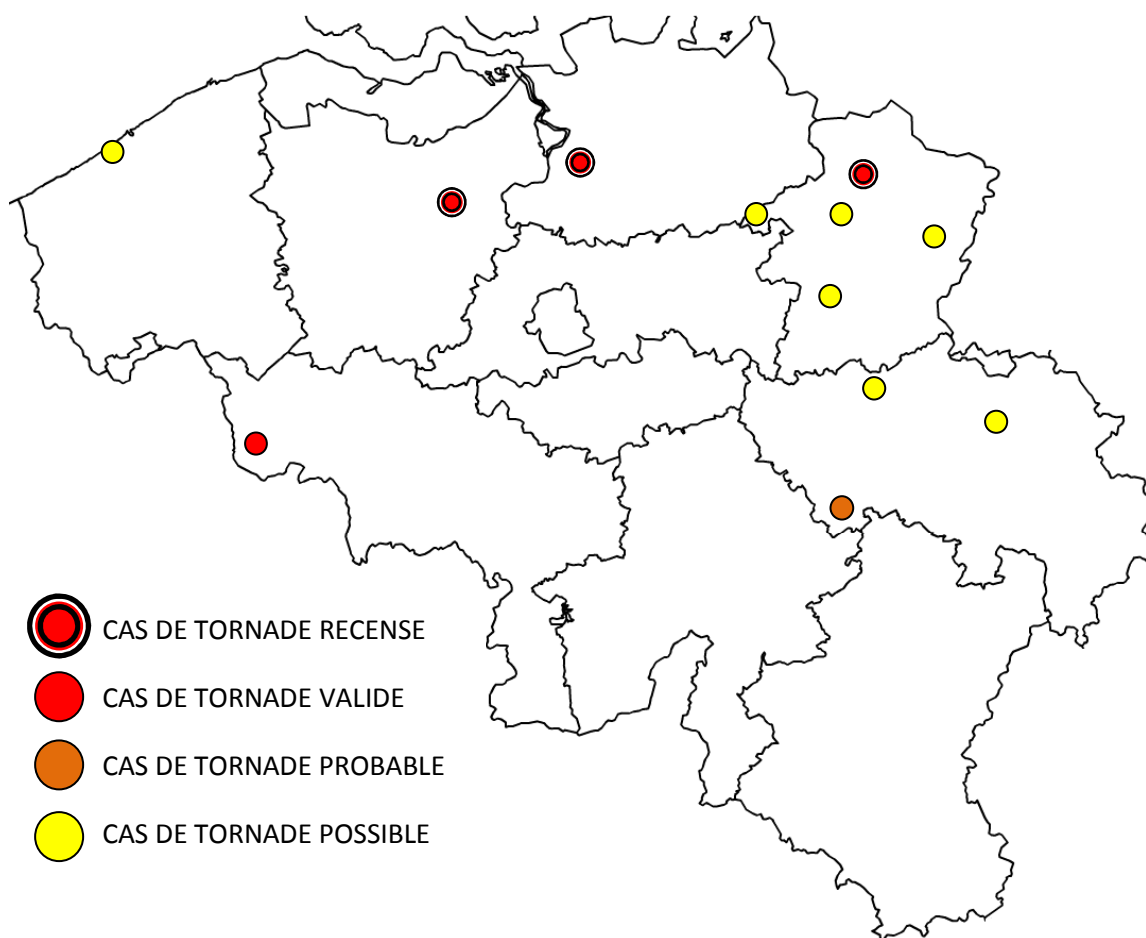 CAS DE TORNADE RECENSE
CAS DE TORNADE VALIDE
CAS DE TORNADE PROBABLE
CAS DE TORNADE POSSIBLE